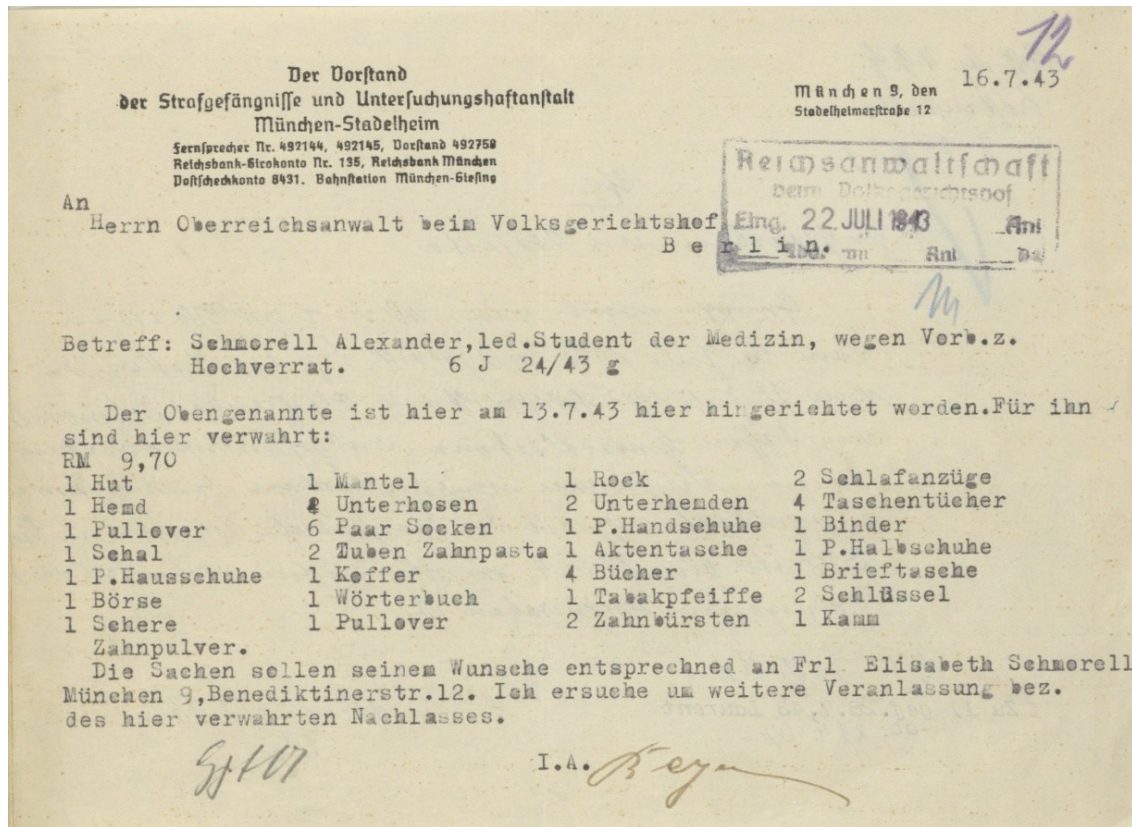 12
Der Vorstand
der Strafgefängnisse und Untersuchungshaftanstalt
München-Stadelheim
Fernsprecher Nr. 492144, 492145, Vorstand 492758
Reichsbank-Girokonto Nr. 135, Reichsbank München
Postscheckkonto 8431. Bahnstation München-Giesing
München 9, den 16.7.43
Stadelheimerstraße 12
Reichsanwaltschaft
beim Volksgerichtshof
Eing. 22. JULI 1943 Anl
An
Herrn Oberreichsanwalt beim Volksgerichtshof
B e r l i n.
Betreff: Schmorell Alexander,led.Student der Medizin, wegen Vorb.z.
Hochverrat. 6 J 24/43 g
Der Obengenannte ist hier am 13.7.43 hier hingerichtet worden.Für ihn
sind hier verwahrt:
RM 9,70
1 Hut 1 Mantel 1 Rock 2 Schlafanzüge
1 Hemd Unterhosen 2 Unterhemden 4 Taschentücher
1 Pullover 6 Paar Socken 1 P.Handschuhe 1 Binder
1 Schal 2 Tuben Zahnpasta 1 Aktentasche 1 P.Halbschuhe
1 P.Hausschuhe 1 Koffer 4 Bücher 1 Brieftasche
1 Börse 1 Wörterbuch 1 Tabakpfeiffe 2 Schlüssel
1 Schere 1 Pullover 2 Zahnbürsten 1 Kamm
Zahnpulver.
Die Sachen sollen seinem Wunsche entsprechned an Frl Elisabeth Schmorell
München 9,Benediktinerstr.12. Ich ersuche um weitere Veranlassung bez.
des hier verwahrten Nachlasses.
I.A.